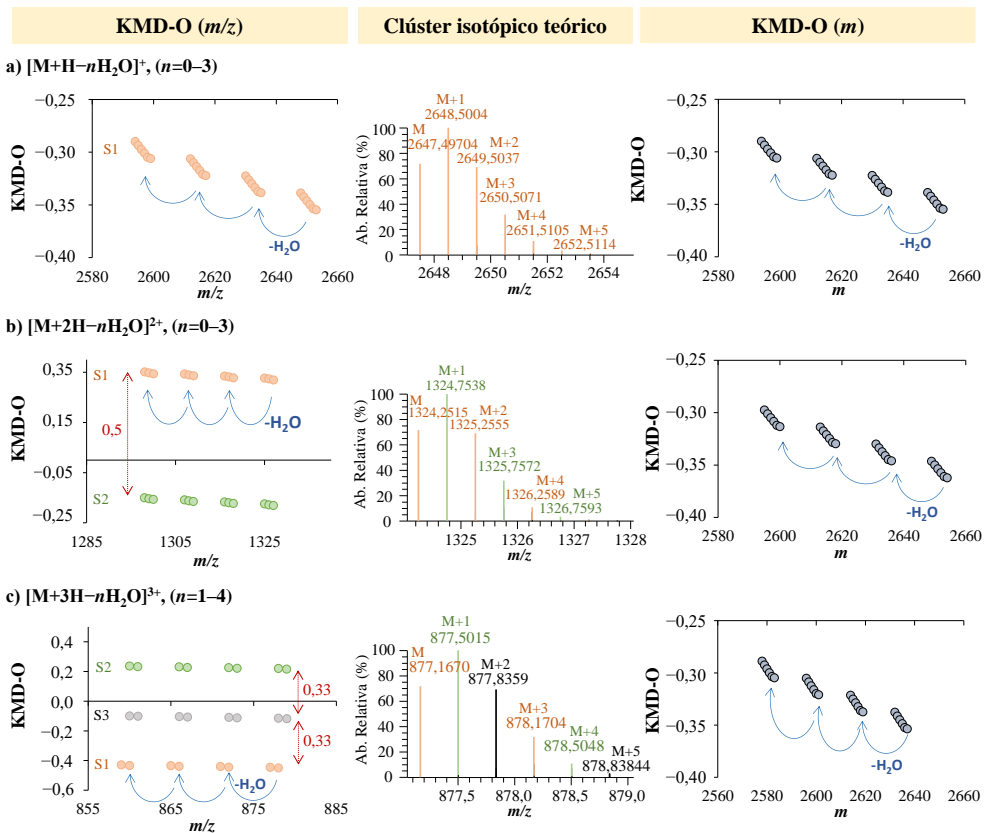 KMD-O (m/z)
Clúster isotópico teórico
KMD-O (m)
a) [M+H−nH₂O]⁺, (n=0–3)
−0,25
−0,30
−0,35
−0,40
KMD-O
S1
-H₂O
2580
2600
2620
2640
2660
m/z
Ab. Relativa (%)
100
80
60
40
20
0
M
2647,49704
M+1
2648,5004
M+2
2649,5037
M+3
2650,5071
M+4
2651,5105
M+5
2652,5114
2648
2650
2652
2654
m/z
−0,25
−0,30
−0,35
−0,40
KMD-O
-H₂O
2580
2600
2620
2640
2660
m
b) [M+2H−nH₂O]²⁺, (n=0–3)
0,35
0,15
−0,05
−0,25
KMD-O
S1
0,5
S2
-H₂O
1285
1305
1325
m/z
Ab. Relativa (%)
100
80
60
40
20
0
M
1324,2515
M+1
1324,7538
M+2
1325,2555
M+3
1325,7572
M+4
1326,2589
M+5
1326,7593
1325
1326
1327
1328
m/z
−0,25
−0,30
−0,35
−0,40
KMD-O
-H₂O
2580
2600
2620
2640
2660
m
c) [M+3H−nH₂O]³⁺, (n=1–4)
0,4
0,2
0,0
−0,2
−0,4
−0,6
KMD-O
S2
S3
S1
0,33
0,33
-H₂O
855
865
875
885
m/z
Ab. Relativa (%)
100
80
60
40
20
0
M
877,1670
M+1
877,5015
M+2
877,8359
M+3
878,1704
M+4
878,5048
M+5
878,83844
877,5
878,0
878,5
879,0
m/z
−0,25
−0,30
−0,35
−0,40
KMD-O
-H₂O
2560
2580
2600
2620
2640
2660
m